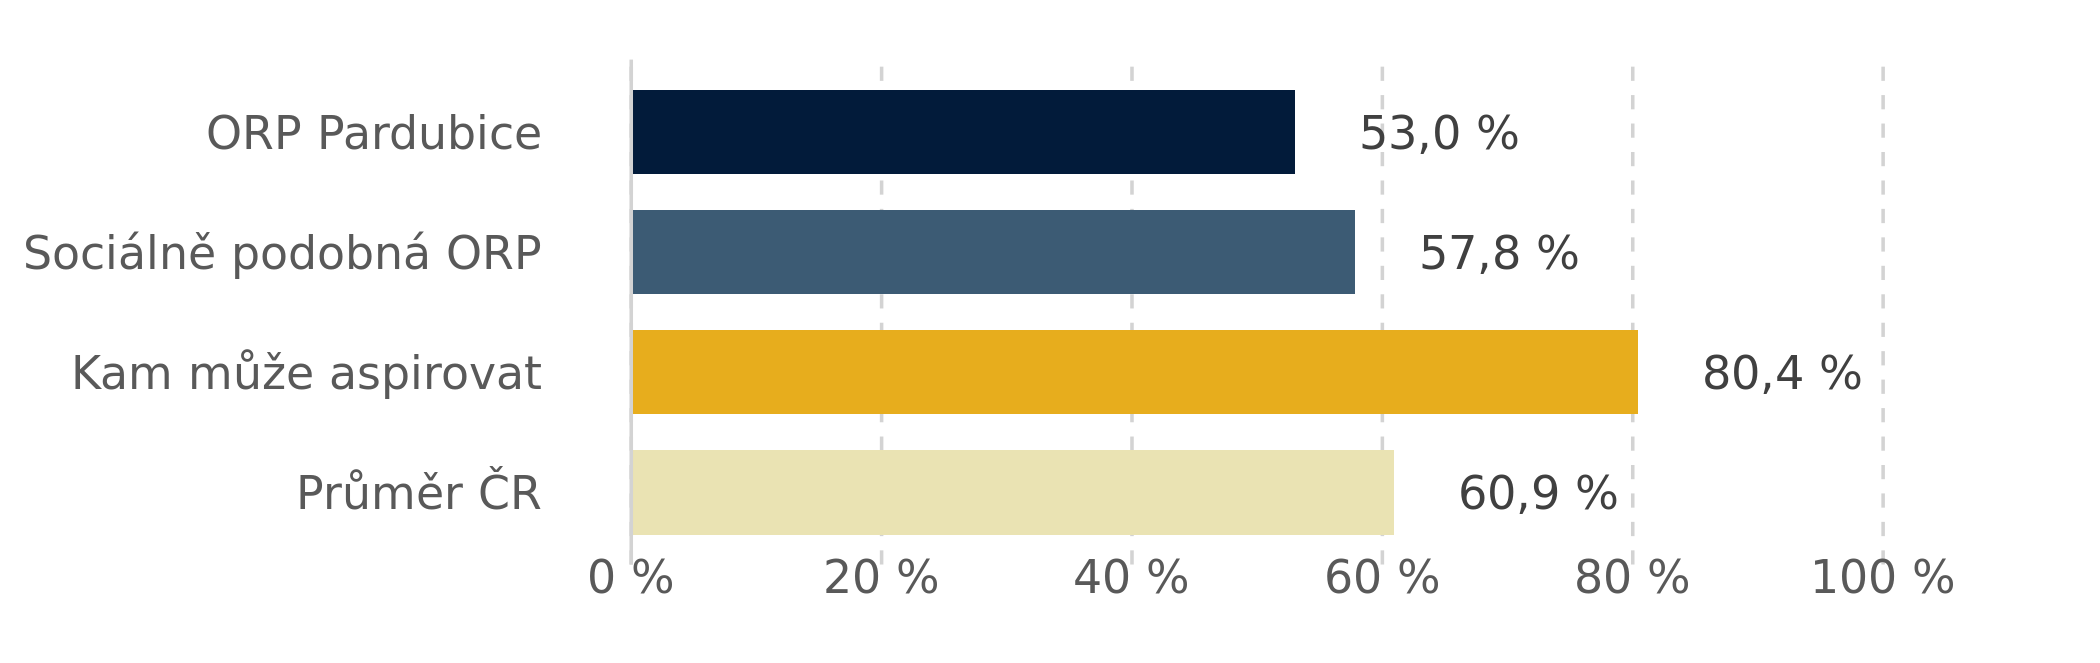 ORP Pardubice 53,0 %
Sociálně podobná ORP 57,8 %
Kam může aspirovat 80,4 %
Průměr ČR 60,9 %
0 % 20 % 40 % 60 % 80 % 100 %